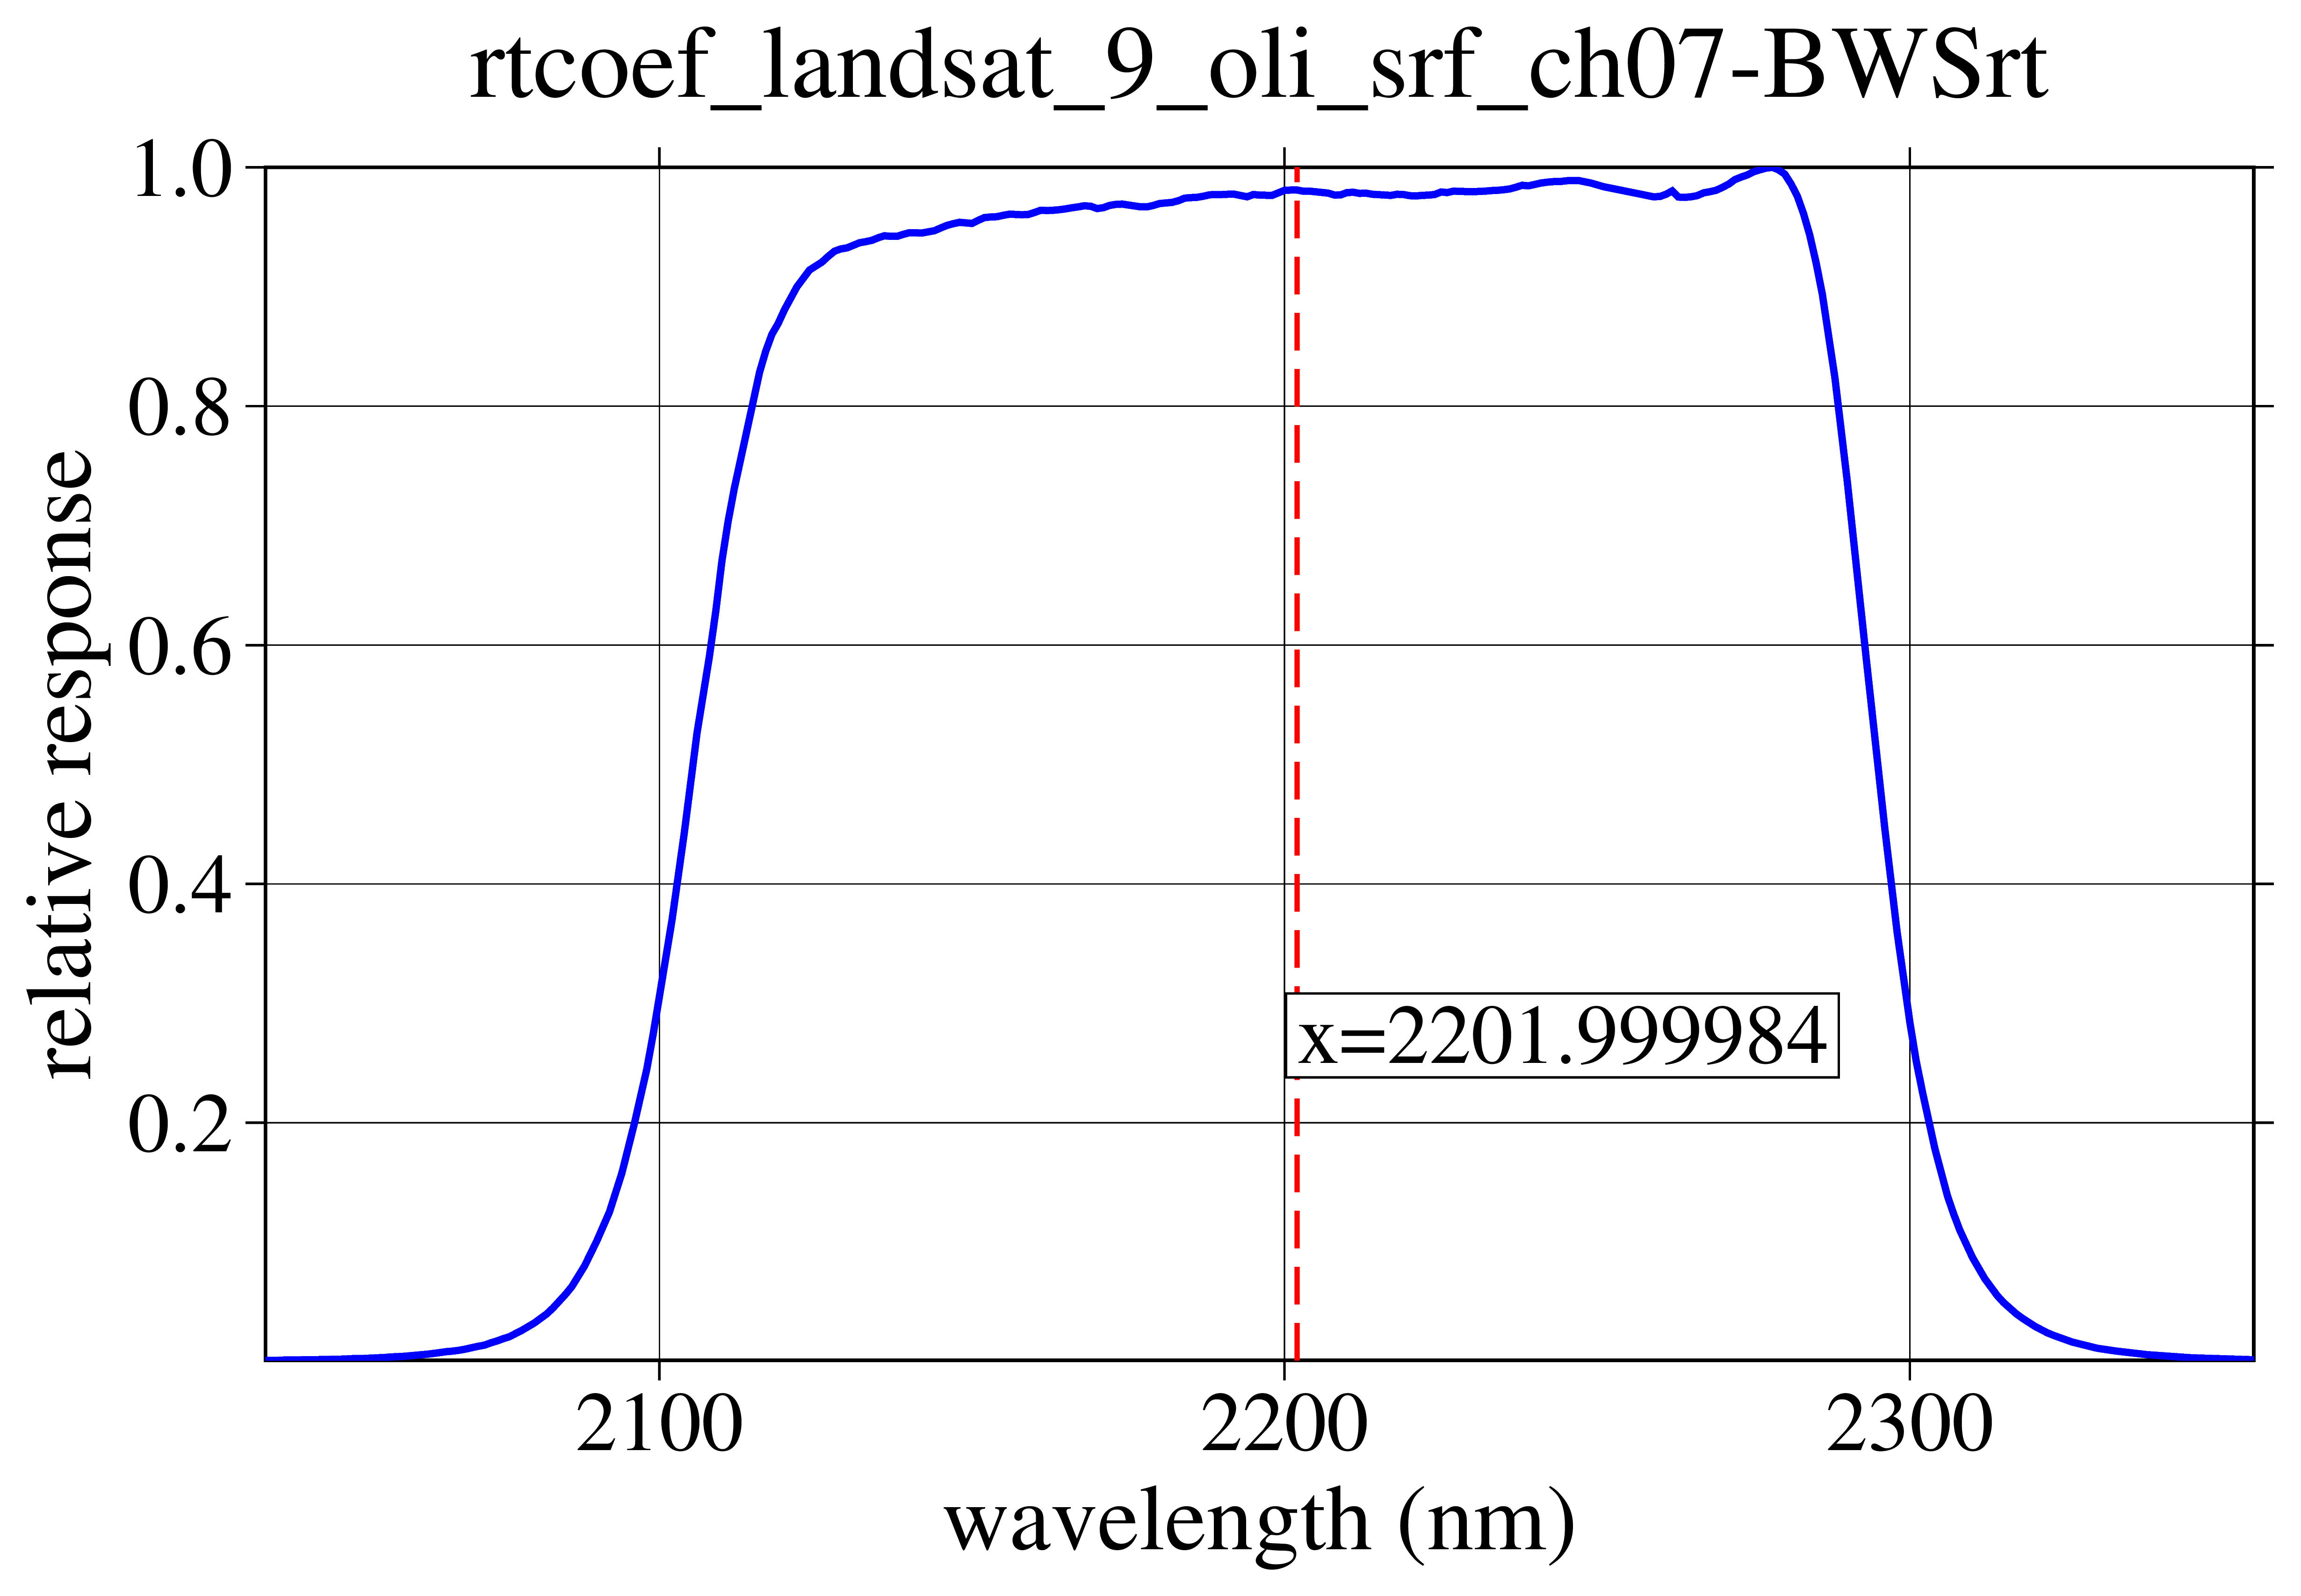 rtcoef_landsat_9_oli_srf_ch07-BWSrt
1.0
0.8
0.6
0.4
0.2
relative response
x=2201.999984
2100 2200 2300
wavelength (nm)